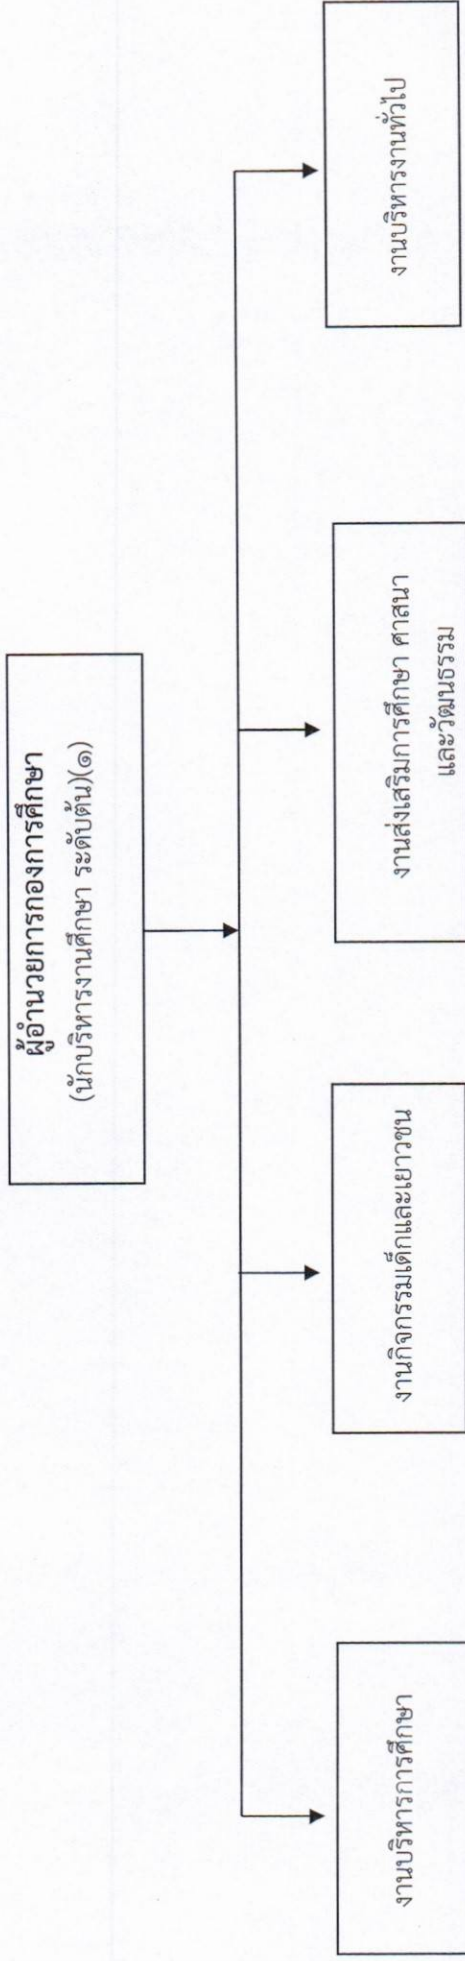 ผู้อำนวยการกองการศึกษา
(นักบริหารงานศึกษา ระดับต้น)(๑)
งานบริหารการศึกษา
งานกิจกรรมเด็กและเยาวชน
งานส่งเสริมการศึกษา ศาสนา
และวัฒนธรรม
งานบริหารงานทั่วไป